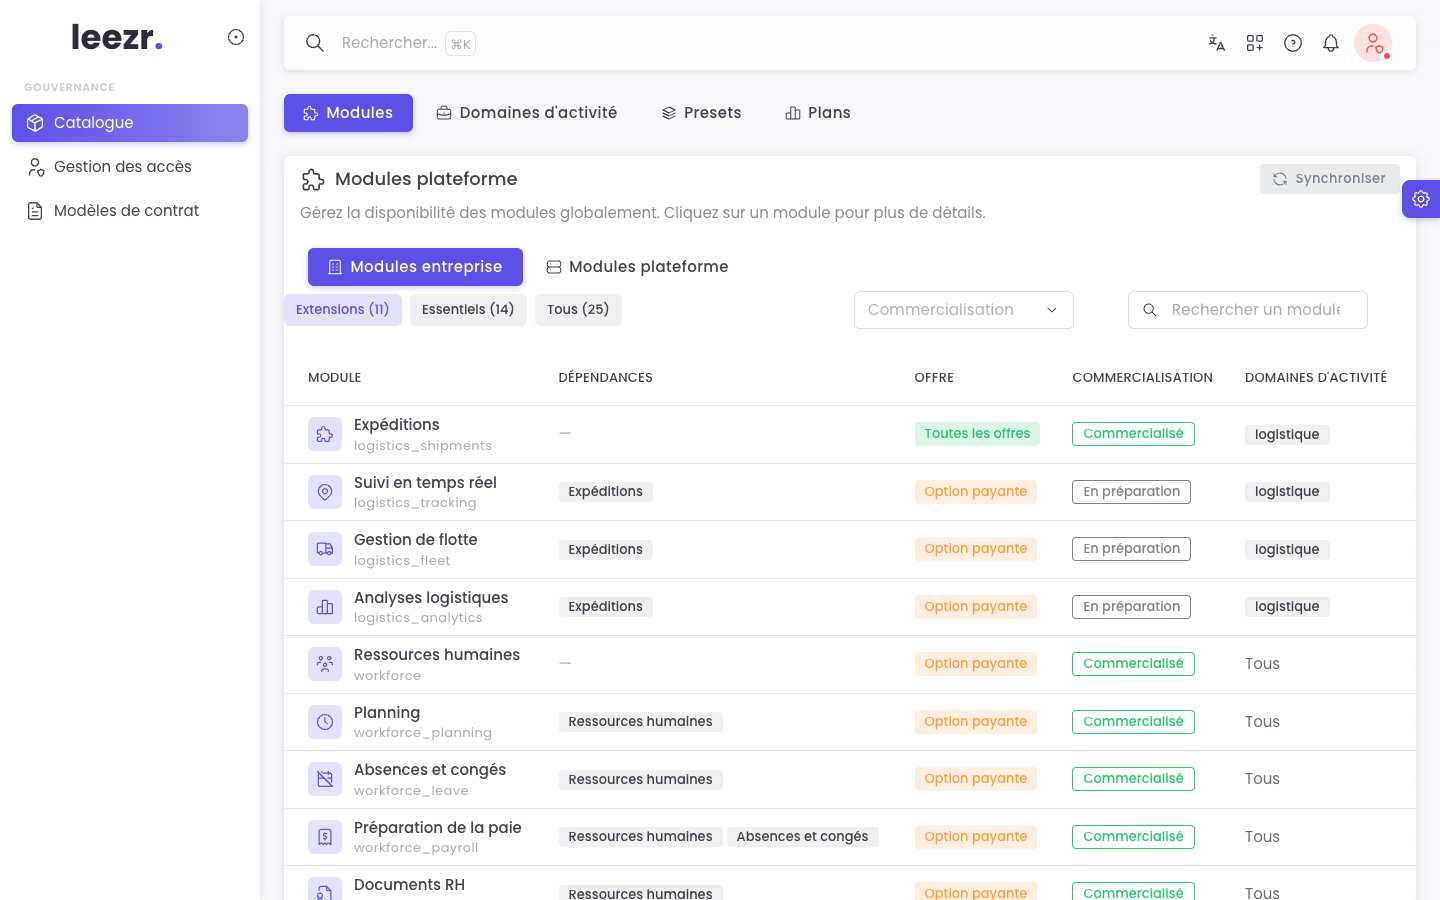 leezr.
Rechercher... ⌘K
GOUVERNANCE
Catalogue
Gestion des accès
Modèles de contrat
Modules Domaines d'activité Presets Plans
Modules plateforme Synchroniser
Gérez la disponibilité des modules globalement. Cliquez sur un module pour plus de détails.
Modules entreprise Modules plateforme
Extensions (11) Essentiels (14) Tous (25) Commercialisation Rechercher un module
MODULE DÉPENDANCES OFFRE COMMERCIALISATION DOMAINES D'ACTIVITÉ
Expéditions — Toutes les offres Commercialisé logistique
logistics_shipments
Suivi en temps réel Expéditions Option payante En préparation logistique
logistics_tracking
Gestion de flotte Expéditions Option payante En préparation logistique
logistics_fleet
Analyses logistiques Expéditions Option payante En préparation logistique
logistics_analytics
Ressources humaines — Option payante Commercialisé Tous
workforce
Planning Ressources humaines Option payante Commercialisé Tous
workforce_planning
Absences et congés Ressources humaines Option payante Commercialisé Tous
workforce_leave
Préparation de la paie Ressources humaines Absences et congés Option payante Commercialisé Tous
workforce_payroll
Documents RH Ressources humaines Option payante Commercialisé Tous